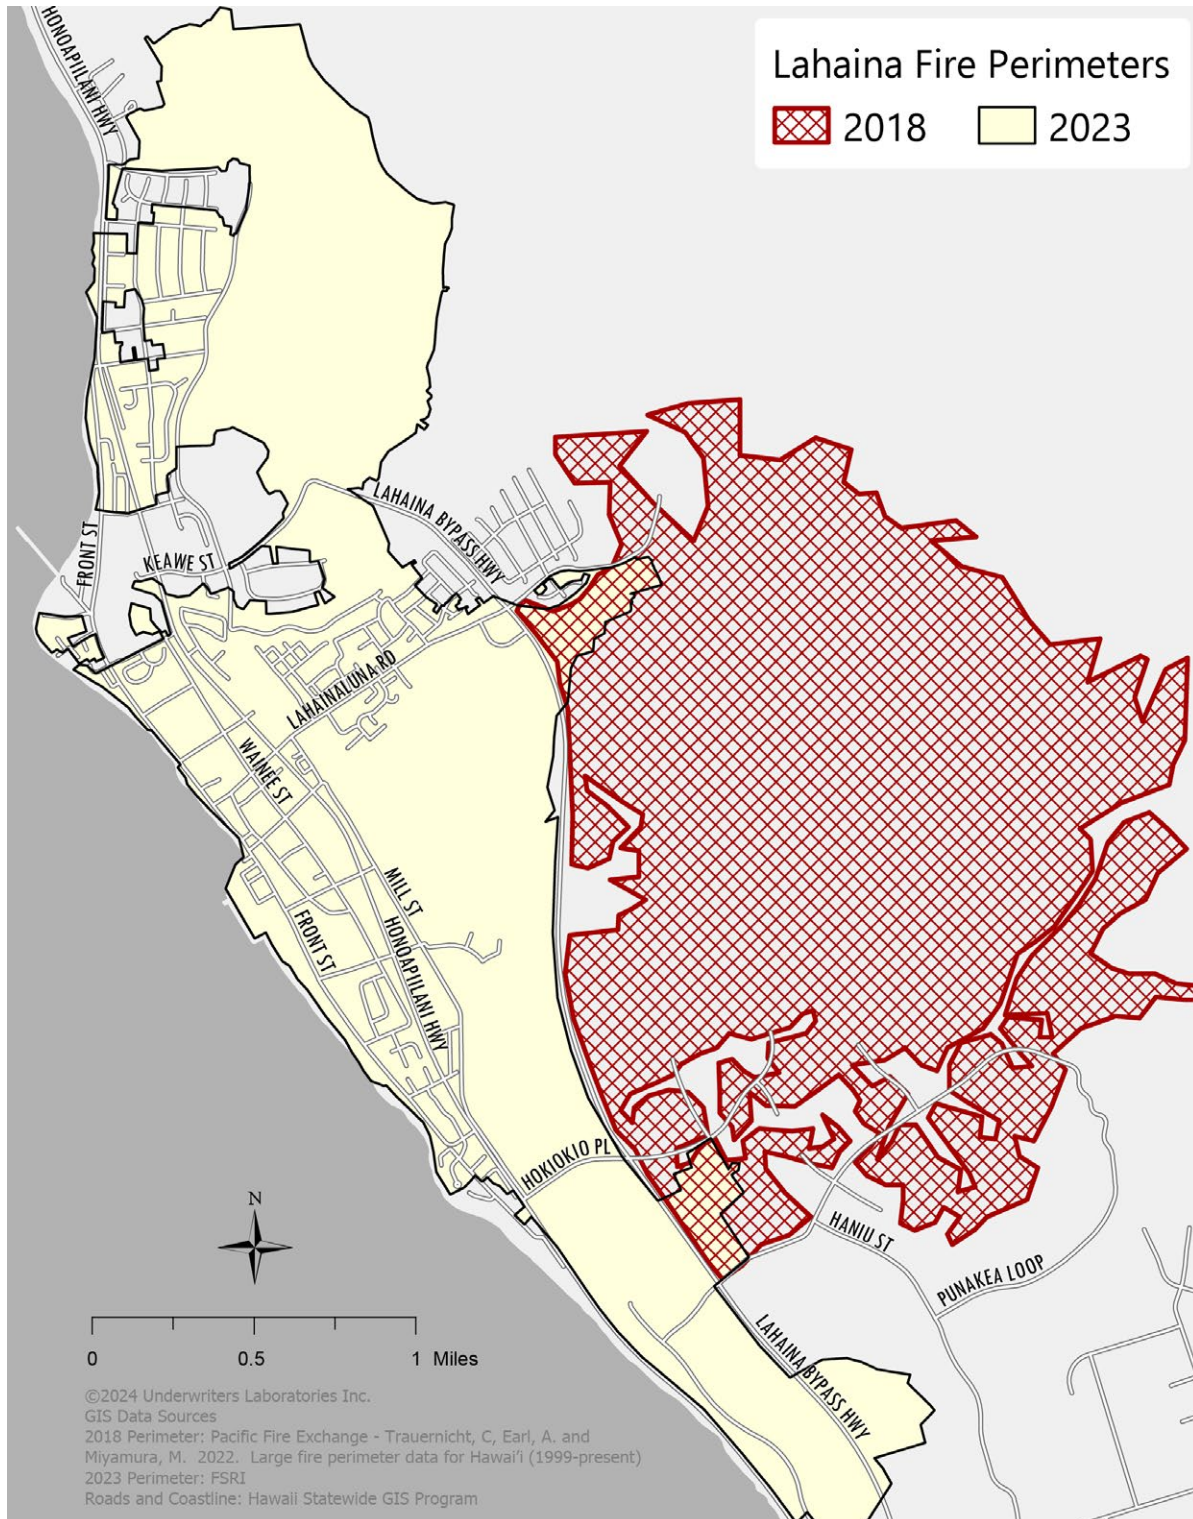 HONOAPIILANI HWY
Lahaina Fire Perimeters
2018
2023
LAHAINA BYPASS HWY
FRONT ST
KEAWE ST
LAHAINALUNA RD
WAINEE ST
MILL ST
FRONT ST
HONOAPIILANI HWY
HOKIOKIO PL
N
HANIU ST
PUNAKEA LOOP
LAHAINA BYPASS HWY
0 0.5 1 Miles
©2024 Underwriters Laboratories Inc.
GIS Data Sources
2018 Perimeter: Pacific Fire Exchange - Trauernicht, C, Earl, A. and
Miyamura, M. 2022. Large fire perimeter data for Hawai‘i (1999-present)
2023 Perimeter: FSRI
Roads and Coastline: Hawaii Statewide GIS Program